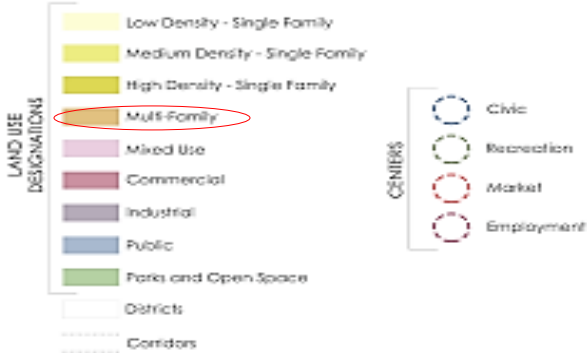 LAND USE
DESIGNATIONS
Low Density - Single Family
Medium Density - Single Family
High Density - Single Family
Multi-Family
Mixed Use
Commercial
Industrial
Public
Parks and Open Space
Districts
Corridors
CENTERS
Civic
Recreation
Market
Employment